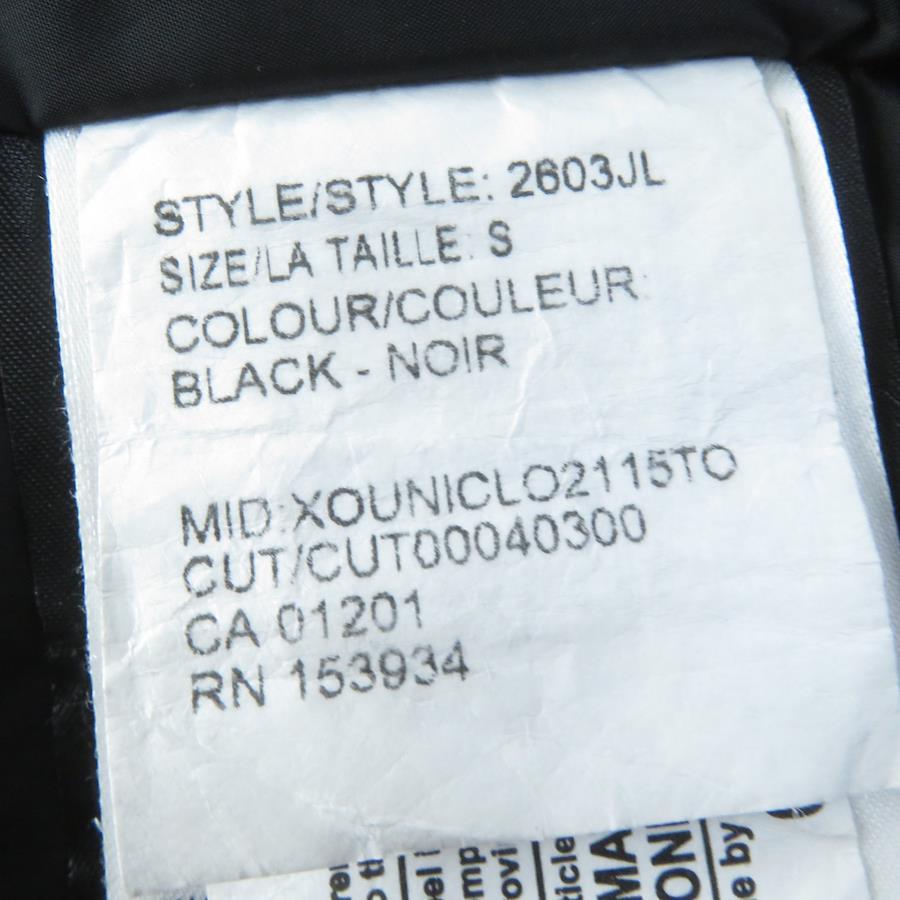 STYLE/STYLE: 2603JL
SIZE/LA TAILLE: S
COLOUR/COULEUR:
BLACK - NOIR
MID:XOUNICLO2115TO
CUT/CUT00040300
CA 01201
RN 153934